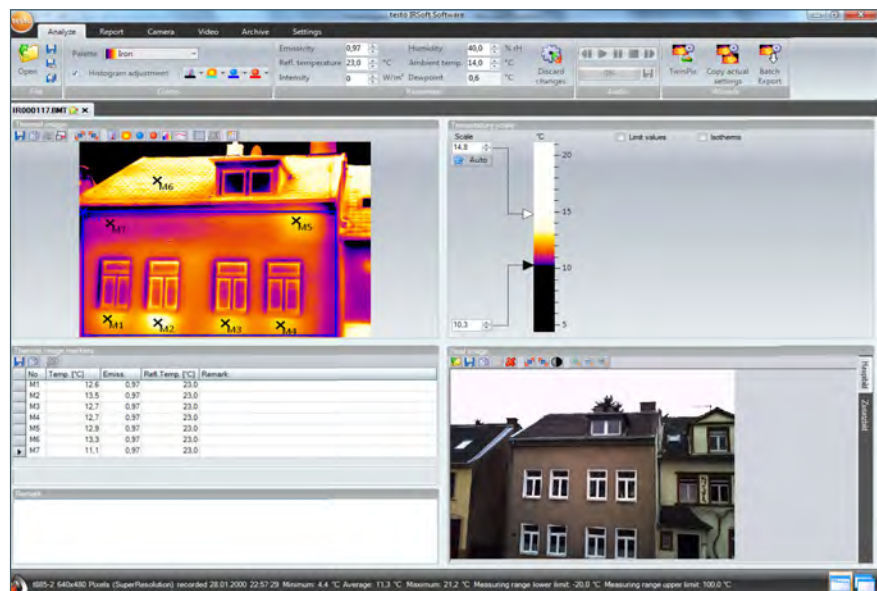 testo IRSoft Software
testo
Analyze Report Camera Video Archive Settings
Open
Palette Iron
Histogram adjustment
Emissivity 0,97
Refl. temperature 23,0 °C
Intensity 0 W/m²
Humidity 40,0 % rH
Ambient temp. 14,0 °C
Dewpoint 0,6 °C
Discard changes
TwinPix
Copy actual settings
Batch Export
File
Audio
IR000117.BMT
Thermal image
M6
M7
M5
M1
M2
M3
M4
Temperature scale
Scale
14,8
Auto
10,3
°C
20
15
10
5
Limit values
Isotherms
Thermal image markers
No Temp. [°C] Emiss. Refl.Temp. [°C] Remark
M1 12,6 0,97 23,0
M2 13,5 0,97 23,0
M3 12,7 0,97 23,0
M4 12,7 0,97 23,0
M5 12,9 0,97 23,0
M6 13,3 0,97 23,0
M7 11,1 0,97 23,0
Remark
Real image
Hauptbild
Zusatzbild
t885-2 640x480 Pixels (SuperResolution) recorded 28.01.2000 22:57:29 Minimum: 4,4 °C Average: 11,3 °C Maximum: 21,2 °C Measuring range lower limit: -20,0 °C Measuring range upper limit: 100,0 °C